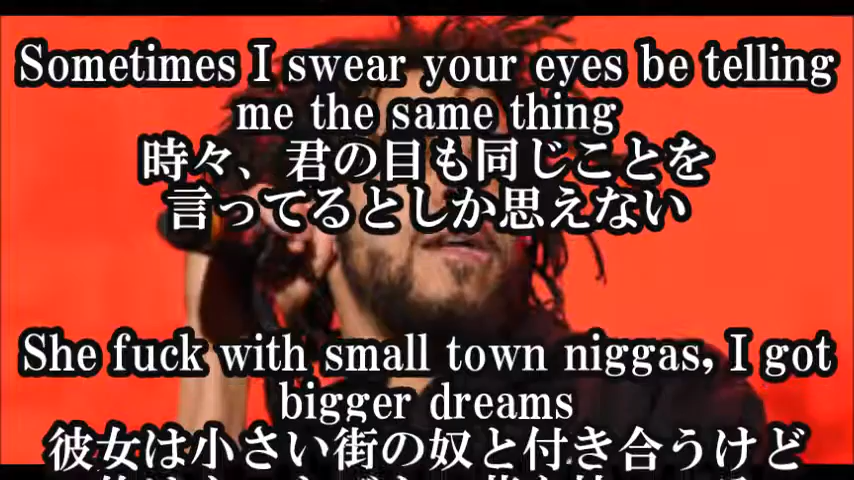 Sometimes I swear your eyes be telling
me the same thing
時々、君の目も同じことを
言ってるとしか思えない
She fuck with small town niggas, I got
bigger dreams
彼女は小さい街の奴と付き合うけど